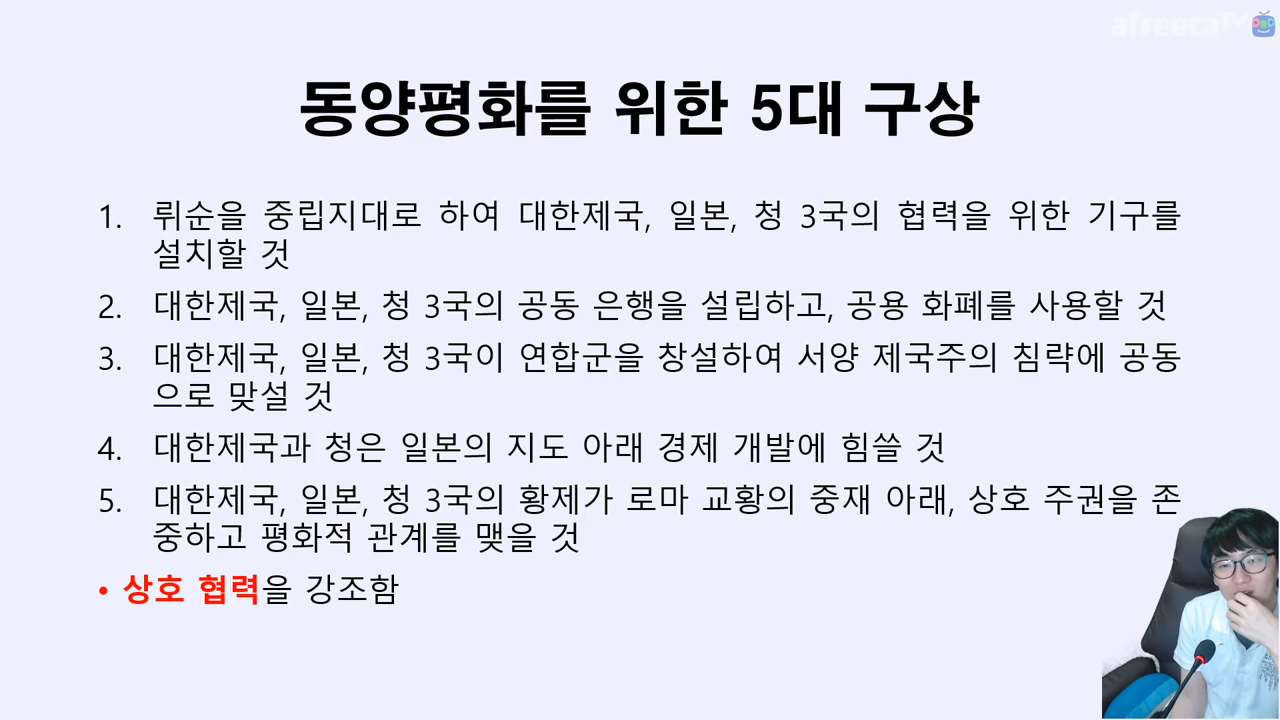 afreecaTV
동양평화를 위한 5대 구상
1. 뤼순을 중립지대로 하여 대한제국, 일본, 청 3국의 협력을 위한 기구를
설치할 것
2. 대한제국, 일본, 청 3국의 공동 은행을 설립하고, 공용 화폐를 사용할 것
3. 대한제국, 일본, 청 3국이 연합군을 창설하여 서양 제국주의 침략에 공동
으로 맞설 것
4. 대한제국과 청은 일본의 지도 아래 경제 개발에 힘쓸 것
5. 대한제국, 일본, 청 3국의 황제가 로마 교황의 중재 아래, 상호 주권을 존
중하고 평화적 관계를 맺을 것
• 상호 협력을 강조함